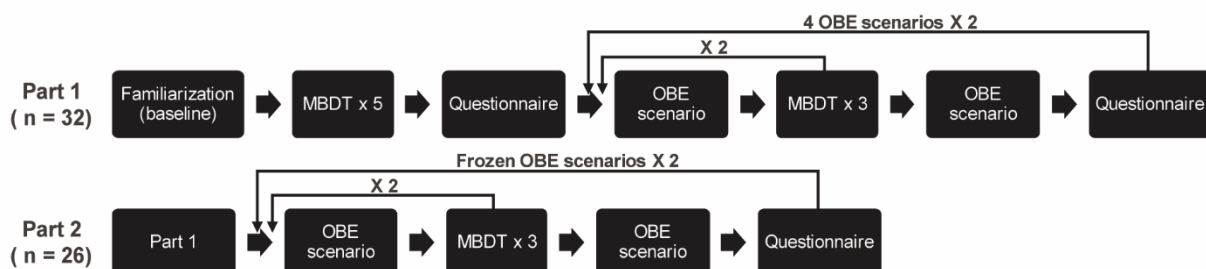 4 OBE scenarios X 2
X 2
Part 1
( n = 32)
Familiarization
(baseline)
MBDT x 5
Questionnaire
OBE
scenario
MBDT x 3
OBE
scenario
Questionnaire
Frozen OBE scenarios X 2
X 2
Part 2
( n = 26)
Part 1
OBE
scenario
MBDT x 3
OBE
scenario
Questionnaire